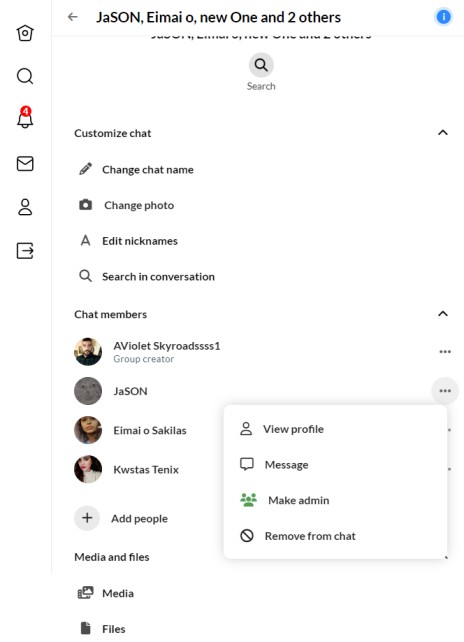 JaSON, Eimai o, new One and 2 others
i
JaSON, Eimai o, new One and 2 others
4
Search
Customize chat
Change chat name
Change photo
A Edit nicknames
Search in conversation
Chat members
AViolet Skyroadssss1
Group creator
JaSON
Eimai o Sakilas
View profile
Kwstas Tenix
Message
Make admin
Add people
Remove from chat
Media and files
Media
Files